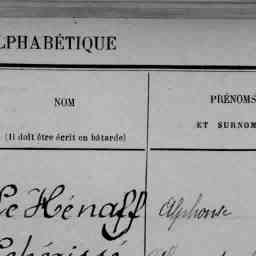 LPHABÉTIQUE
NOM
PRÉNOMS
ET SURNOM
(Il doit être écrit en bâtarde)
Le Hénaff Alphonse